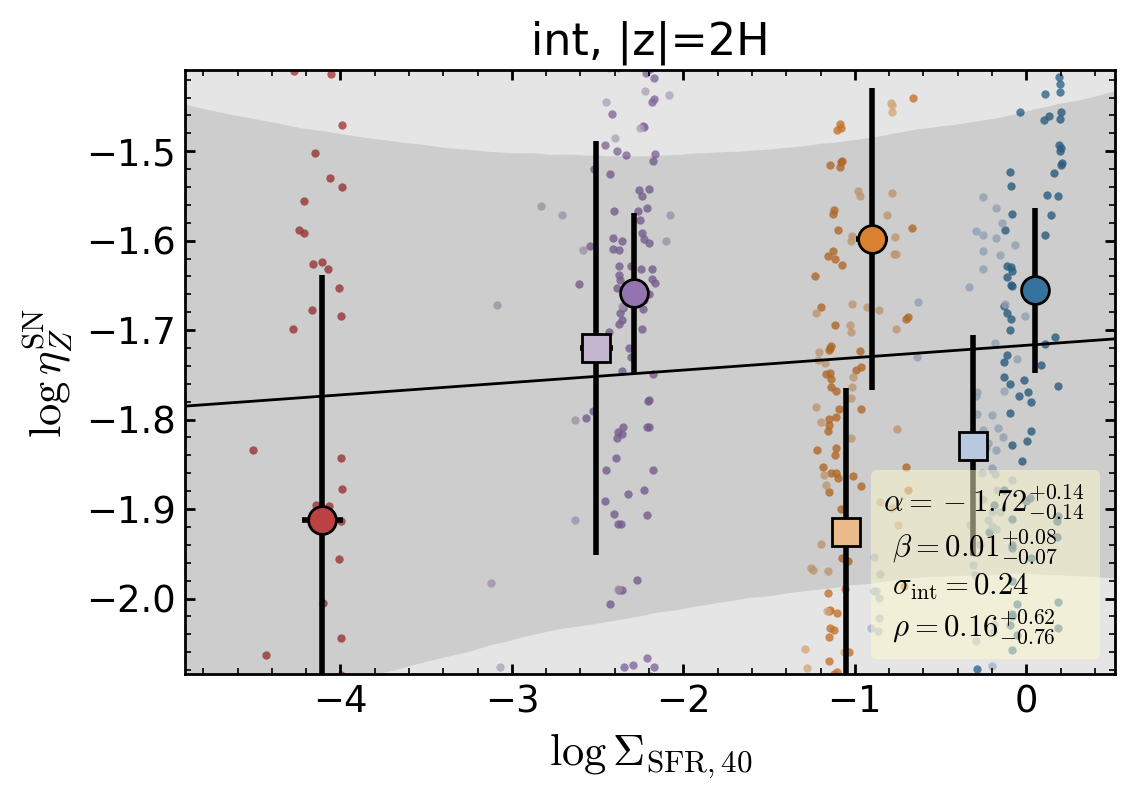 int, |z|=2H
−1.5
−1.6
−1.7
−1.8
−1.9
−2.0
log η_Z^SN
α = −1.72^{+0.14}_{−0.14}
β = 0.01^{+0.08}_{−0.07}
σ_int = 0.24
ρ = 0.16^{+0.62}_{−0.76}
−4 −3 −2 −1 0
log Σ_{SFR, 40}